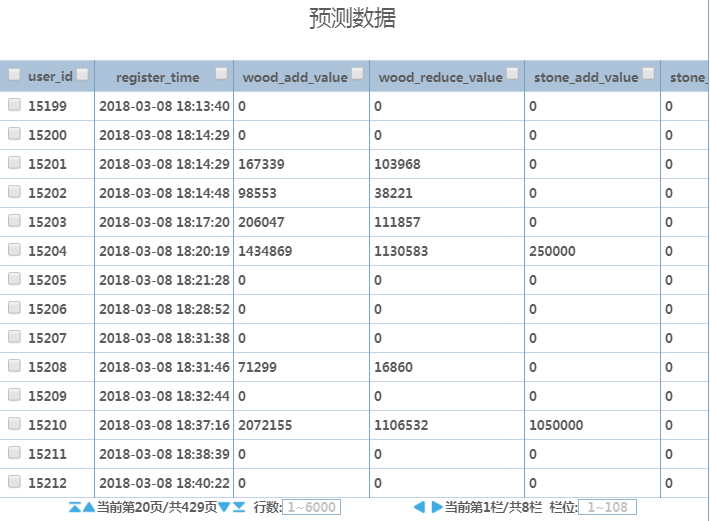 预测数据
user_id register_time wood_add_value wood_reduce_value stone_add_value stone_
15199 2018-03-08 18:13:40 0 0 0 0
15200 2018-03-08 18:14:29 0 0 0 0
15201 2018-03-08 18:14:29 167339 103968 0 0
15202 2018-03-08 18:14:48 98553 38221 0 0
15203 2018-03-08 18:17:20 206047 111857 0 0
15204 2018-03-08 18:20:19 1434869 1130583 250000 0
15205 2018-03-08 18:21:28 0 0 0 0
15206 2018-03-08 18:28:52 0 0 0 0
15207 2018-03-08 18:31:38 0 0 0 0
15208 2018-03-08 18:31:46 71299 16860 0 0
15209 2018-03-08 18:32:44 0 0 0 0
15210 2018-03-08 18:37:16 2072155 1106532 1050000 0
15211 2018-03-08 18:38:39 0 0 0 0
15212 2018-03-08 18:40:22 0 0 0 0
当前第20页/共429页 行数: 1~6000 当前第1栏/共8栏 栏位: 1~108